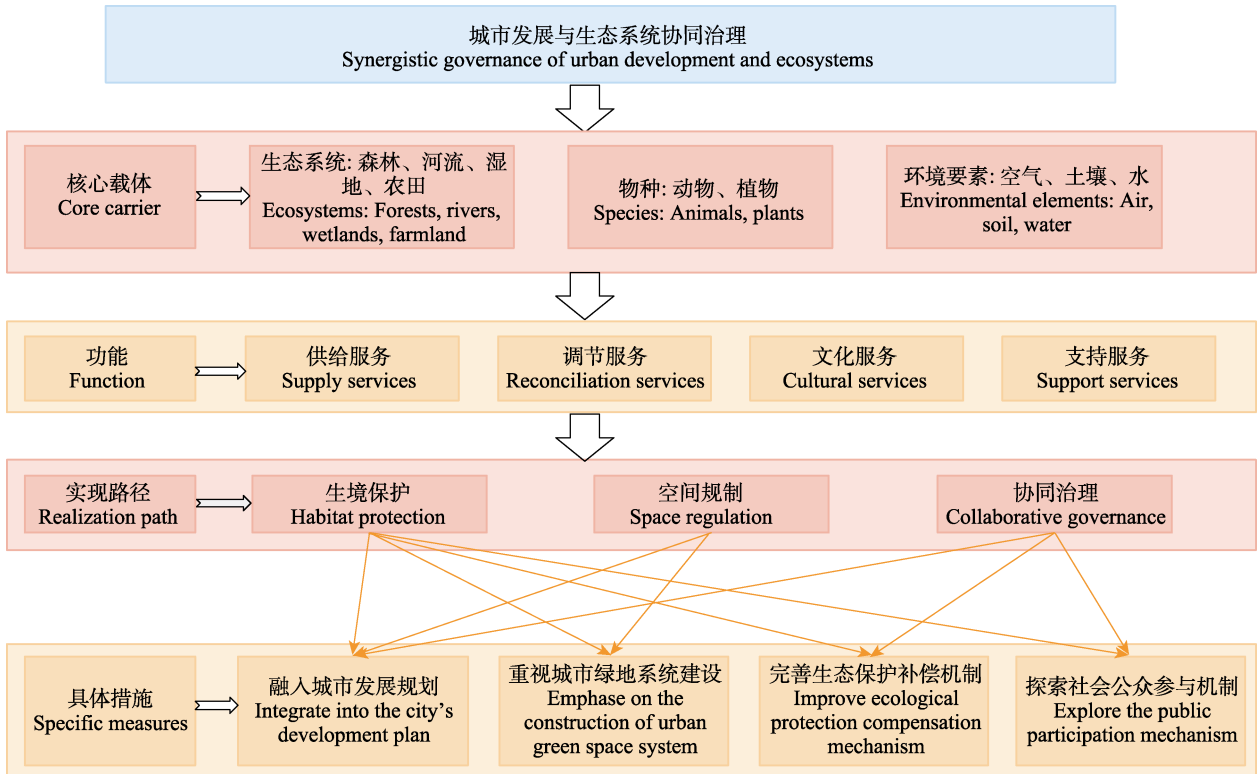 城市发展与生态系统协同治理
Synergistic governance of urban development and ecosystems
核心载体
Core carrier
生态系统: 森林、河流、湿
地、农田
Ecosystems: Forests, rivers,
wetlands, farmland
物种: 动物、植物
Species: Animals, plants
环境要素: 空气、土壤、水
Environmental elements: Air,
soil, water
功能
Function
供给服务
Supply services
调节服务
Reconciliation services
文化服务
Cultural services
支持服务
Support services
实现路径
Realization path
生境保护
Habitat protection
空间规制
Space regulation
协同治理
Collaborative governance
具体措施
Specific measures
融入城市发展规划
Integrate into the city’s
development plan
重视城市绿地系统建设
Emphase on the
construction of urban
green space system
完善生态保护补偿机制
Improve ecological
protection compensation
mechanism
探索社会公众参与机制
Explore the public
participation mechanism